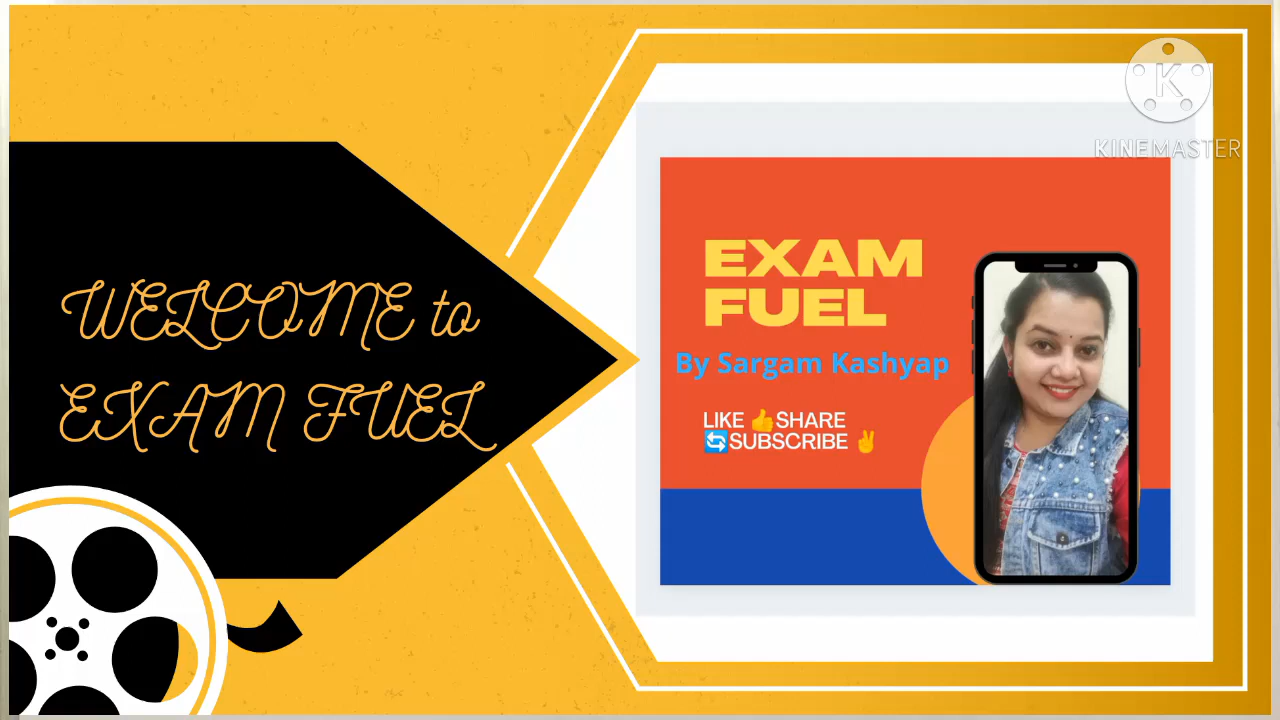 WELCOME to
EXAM FUEL
K
KINEMASTER
EXAM
FUEL
By Sargam Kashyap
LIKE 👍SHARE
🔄SUBSCRIBE ✌